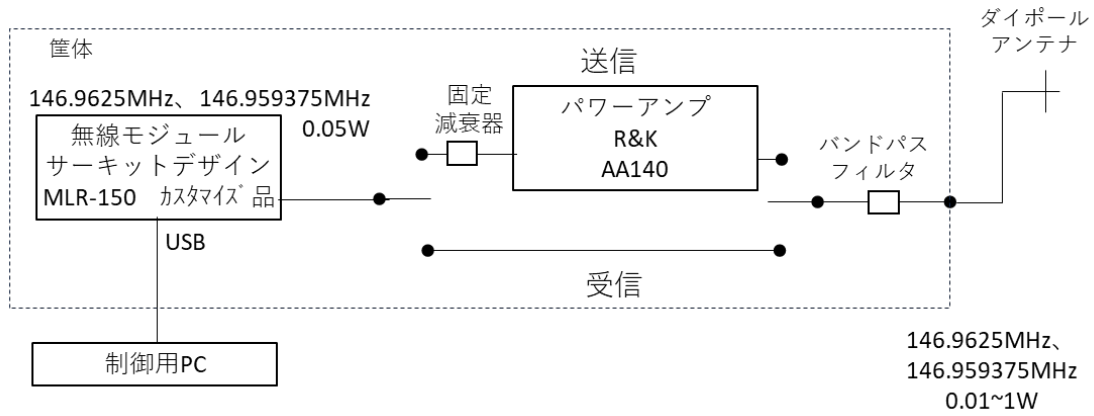 ダイポール
アンテナ
筐体
送信
146.9625MHz、146.959375MHz
0.05W
固定
減衰器
無線モジュール
サーキットデザイン
MLR-150 ｶｽﾀﾏｲｽﾞ品
パワーアンプ
R&K
AA140
バンドパス
フィルタ
USB
受信
制御用PC
146.9625MHz、
146.959375MHz
0.01~1W